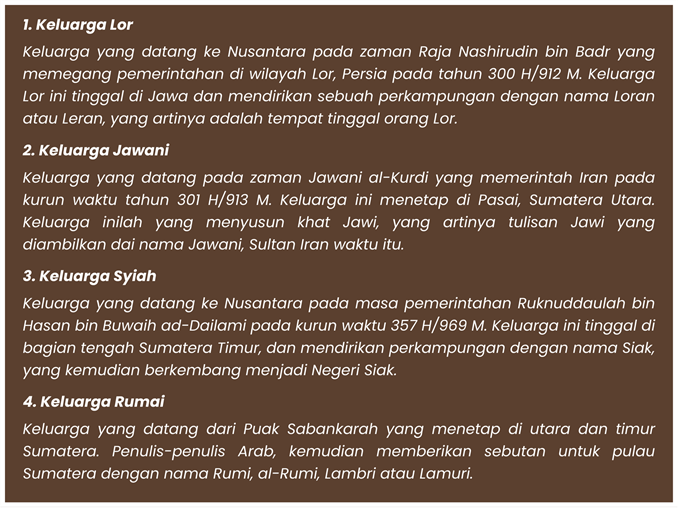 1. Keluarga Lor
Keluarga yang datang ke Nusantara pada zaman Raja Nashirudin bin Badr yang
memegang pemerintahan di wilayah Lor, Persia pada tahun 300 H/912 M. Keluarga
Lor ini tinggal di Jawa dan mendirikan sebuah perkampungan dengan nama Loran
atau Leran, yang artinya adalah tempat tinggal orang Lor.
2. Keluarga Jawani
Keluarga yang datang pada zaman Jawani al-Kurdi yang memerintah Iran pada
kurun waktu tahun 301 H/913 M. Keluarga ini menetap di Pasai, Sumatera Utara.
Keluarga inilah yang menyusun khat Jawi, yang artinya tulisan Jawi yang
diambilkan dai nama Jawani, Sultan Iran waktu itu.
3. Keluarga Syiah
Keluarga yang datang ke Nusantara pada masa pemerintahan Ruknuddaulah bin
Hasan bin Buwaih ad-Dailami pada kurun waktu 357 H/969 M. Keluarga ini tinggal di
bagian tengah Sumatera Timur, dan mendirikan perkampungan dengan nama Siak,
yang kemudian berkembang menjadi Negeri Siak.
4. Keluarga Rumai
Keluarga yang datang dari Puak Sabankarah yang menetap di utara dan timur
Sumatera. Penulis-penulis Arab, kemudian memberikan sebutan untuk pulau
Sumatera dengan nama Rumi, al-Rumi, Lambri atau Lamuri.